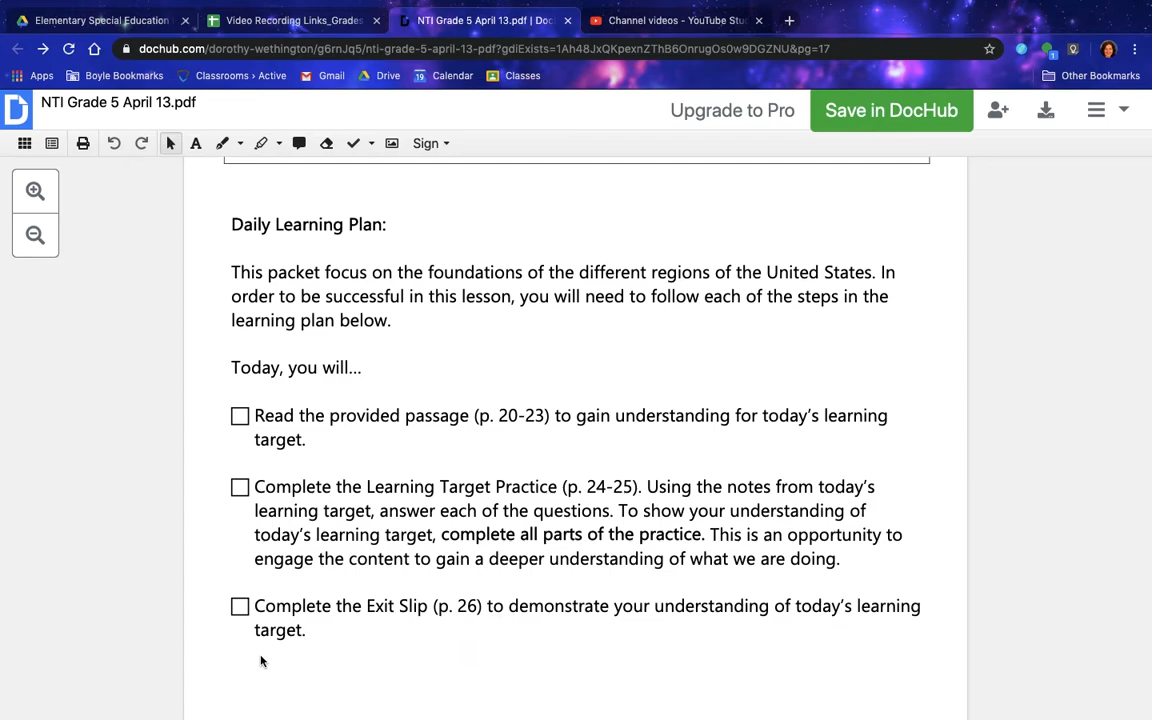 Elementary Special Education
Video Recording Links_Grades
NTI Grade 5 April 13.pdf | Doc
Channel videos - YouTube Stu
dochub.com/dorothy-wethington/g6rnJq5/nti-grade-5-april-13-pdf?gdiExists=1Ah48JxQKpexnZThB6OnrugOs0w9DGZNU&pg=17
Apps
Boyle Bookmarks
Classrooms > Active
Gmail
Drive
19
Calendar
Classes
Other Bookmarks
NTI Grade 5 April 13.pdf
Upgrade to Pro
Save in DocHub
A
Sign
Daily Learning Plan:
This packet focus on the foundations of the different regions of the United States. In
order to be successful in this lesson, you will need to follow each of the steps in the
learning plan below.
Today, you will...
Read the provided passage (p. 20-23) to gain understanding for today's learning
target.
Complete the Learning Target Practice (p. 24-25). Using the notes from today's
learning target, answer each of the questions. To show your understanding of
today's learning target, complete all parts of the practice. This is an opportunity to
engage the content to gain a deeper understanding of what we are doing.
Complete the Exit Slip (p. 26) to demonstrate your understanding of today's learning
target.